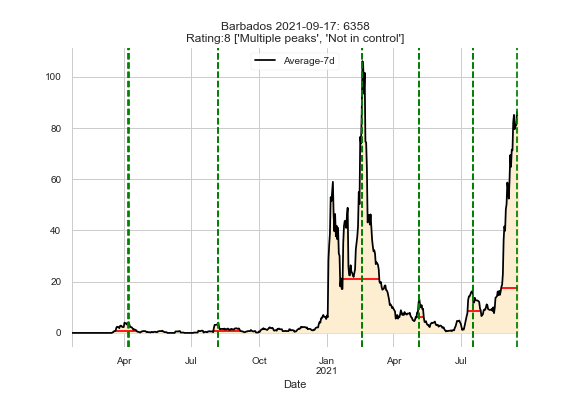 Barbados 2021-09-17: 6358
Rating:8 ['Multiple peaks', 'Not in control']
Average-7d
100
80
60
40
20
0
Apr
Jul
Oct
Jan
2021
Apr
Jul
Date